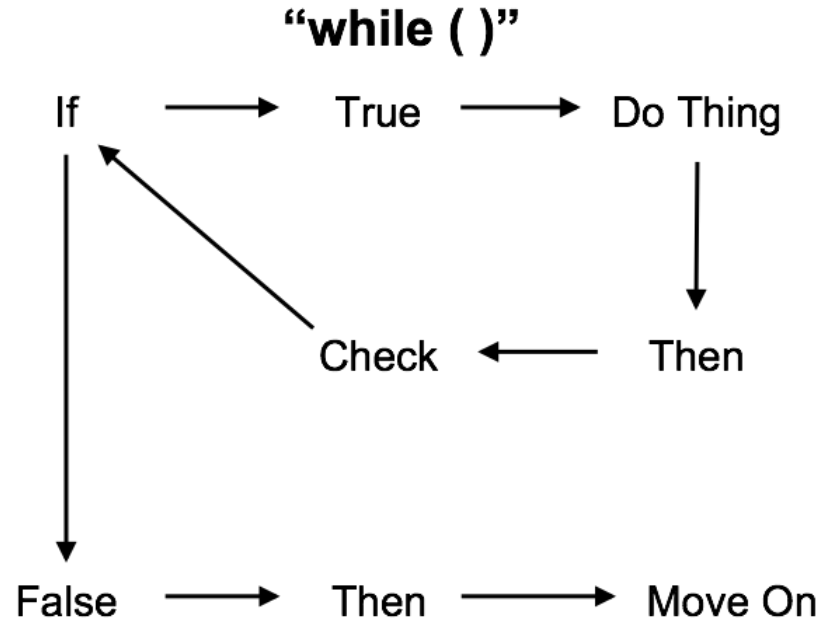 “while ( )”
If True Do Thing
Check Then
False Then Move On